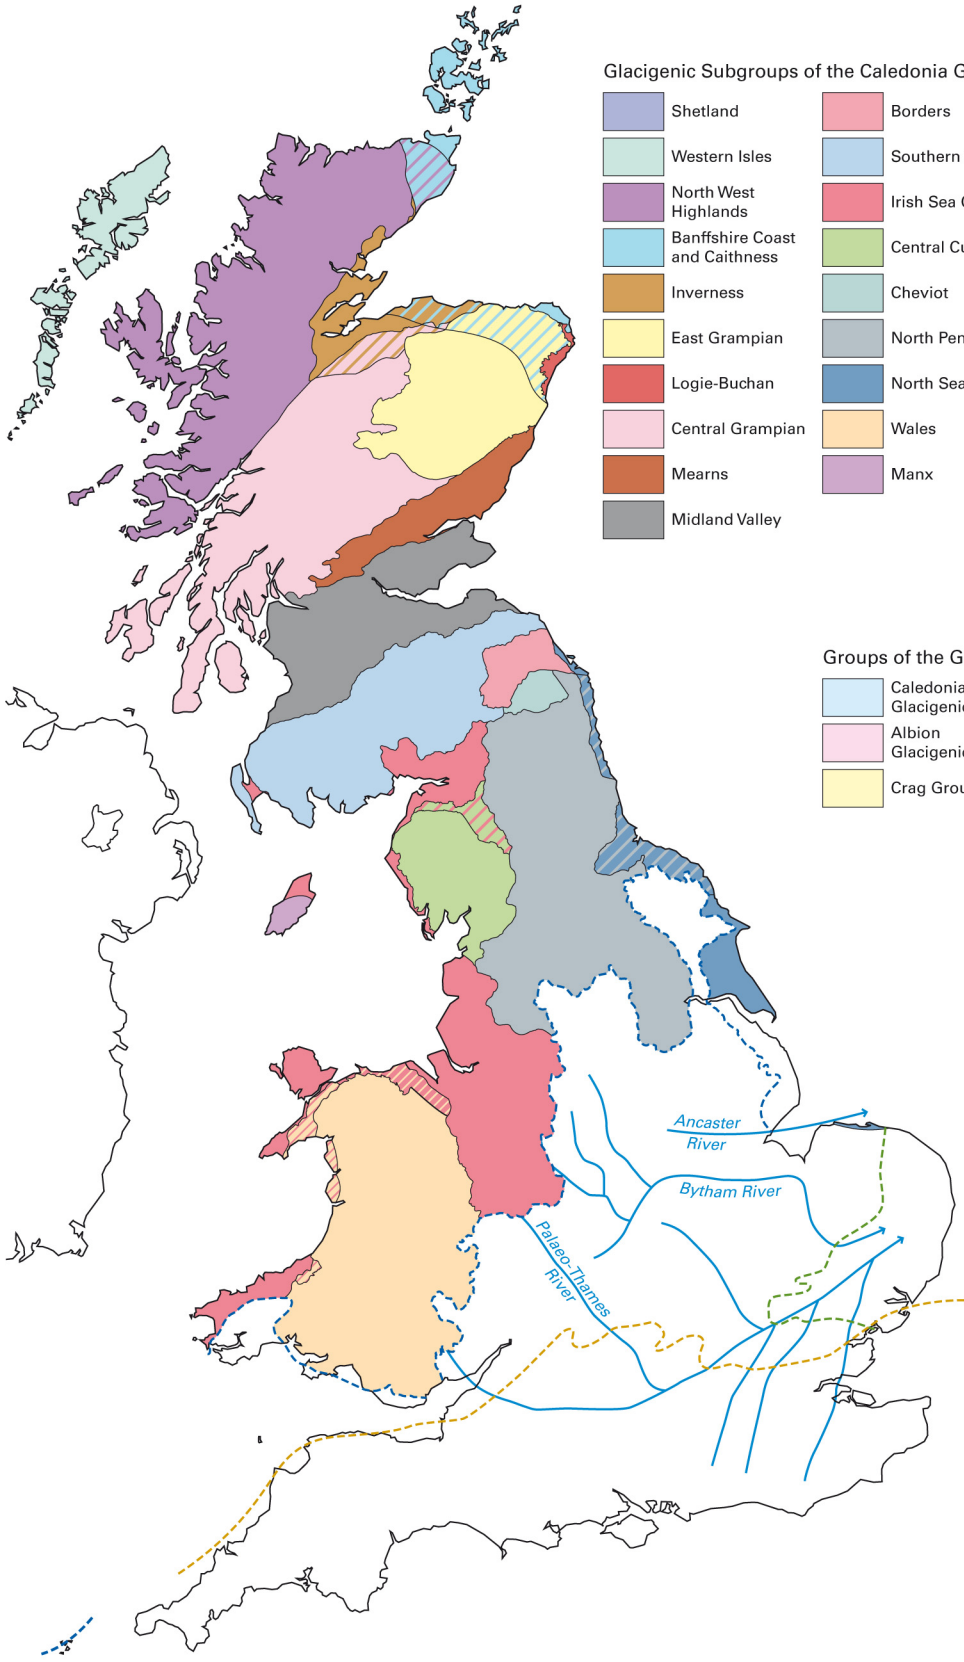 Glacigenic Subgroups of the Caledonia G
Shetland
Western Isles
North West
Highlands
Banffshire Coast
and Caithness
Inverness
East Grampian
Logie-Buchan
Central Grampian
Mearns
Midland Valley
Borders
Southern
Irish Sea C
Central Cu
Cheviot
North Pen
North Sea
Wales
Manx
Groups of the G
Caledonia
Glacigenic
Albion
Glacigenic
Crag Grou
Ancaster
River
Bytham River
Palaeo-Thames
River